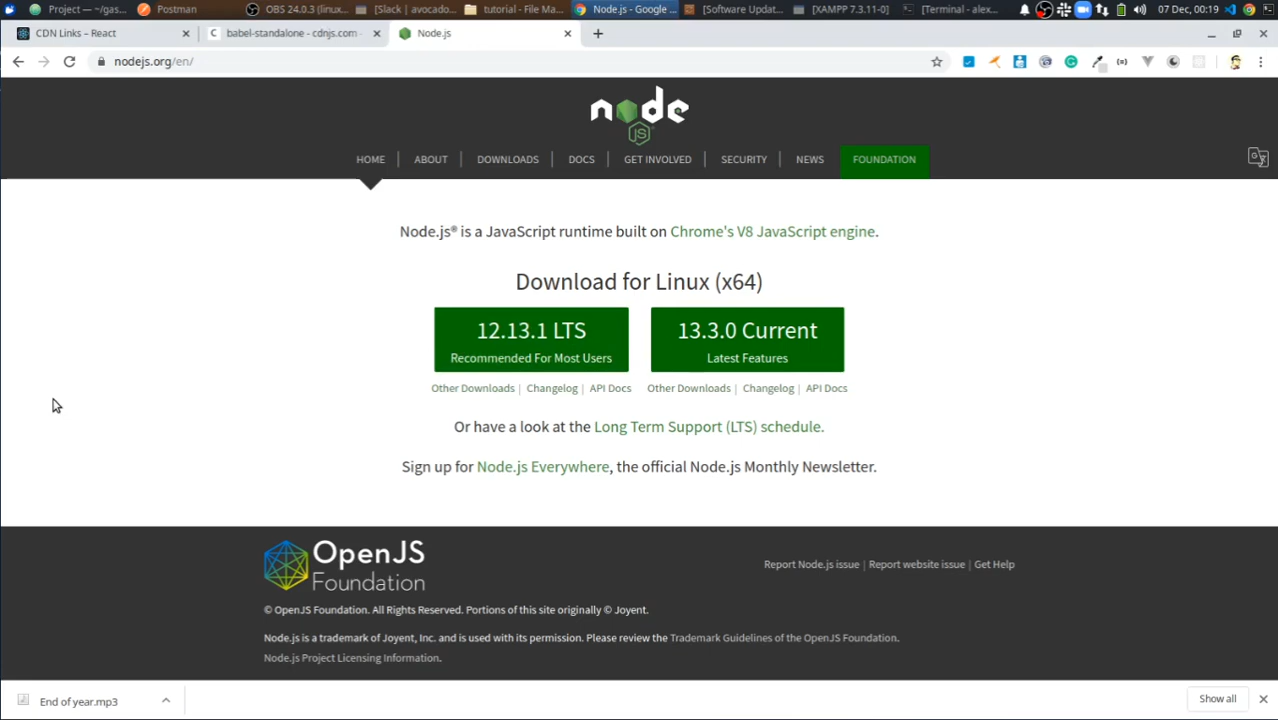 Project — ~/gas...
Postman
OBS 24.0.3 (linux...
[Slack | avocado...
tutorial - File Ma...
Node.js - Google ...
[Software Updat...
[XAMPP 7.3.11-0]
[Terminal - alex...
07 Dec, 00:19
CDN Links – React
babel-standalone - cdnjs.com -
Node.js
nodejs.org/en/
node
JS
HOME
ABOUT
DOWNLOADS
DOCS
GET INVOLVED
SECURITY
NEWS
FOUNDATION
Node.js® is a JavaScript runtime built on Chrome's V8 JavaScript engine.
Download for Linux (x64)
12.13.1 LTS
Recommended For Most Users
13.3.0 Current
Latest Features
Other Downloads | Changelog | API Docs
Other Downloads | Changelog | API Docs
Or have a look at the Long Term Support (LTS) schedule.
Sign up for Node.js Everywhere, the official Node.js Monthly Newsletter.
OpenJS
Foundation
Report Node.js issue | Report website issue | Get Help
© OpenJS Foundation. All Rights Reserved. Portions of this site originally © Joyent.
Node.js is a trademark of Joyent, Inc. and is used with its permission. Please review the Trademark Guidelines of the OpenJS Foundation.
Node.js Project Licensing Information.
End of year.mp3
Show all